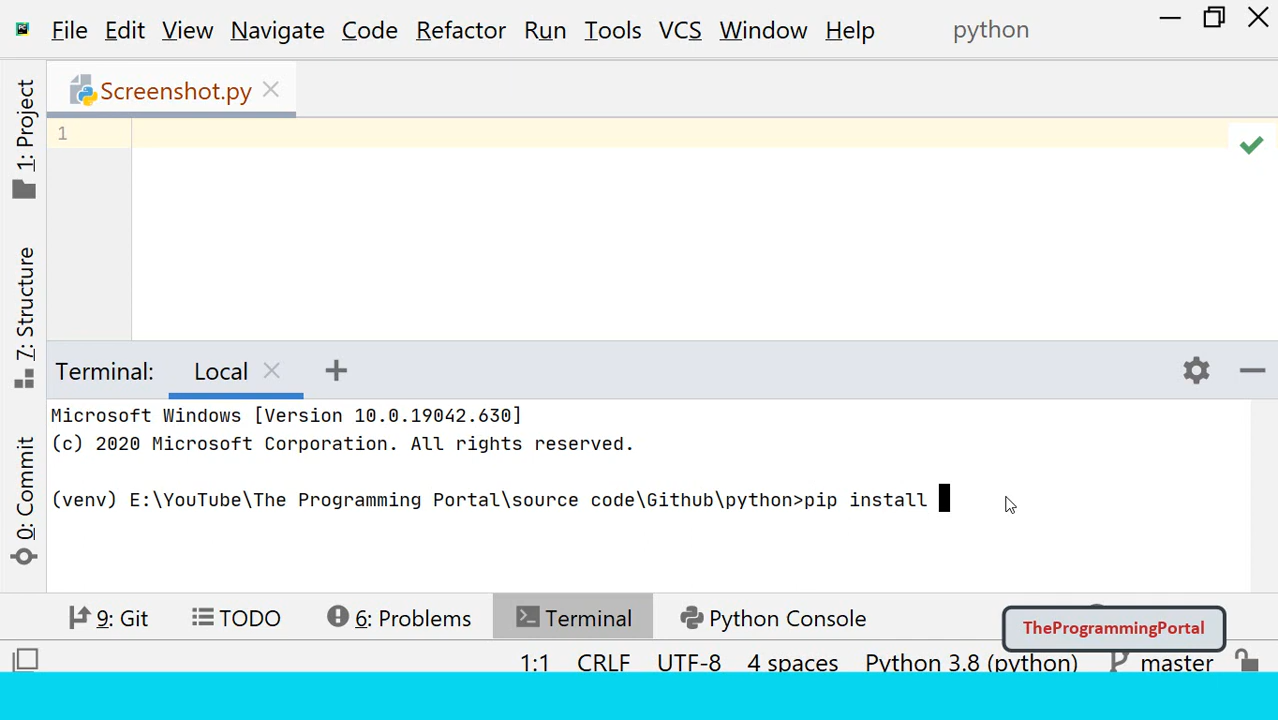 File Edit View Navigate Code Refactor Run Tools VCS Window Help python
Screenshot.py
1
1: Project
7: Structure
0: Commit
Terminal: Local
Microsoft Windows [Version 10.0.19042.630]
(c) 2020 Microsoft Corporation. All rights reserved.
(venv) E:\YouTube\The Programming Portal\source code\Github\python>pip install
9: Git TODO 6: Problems Terminal Python Console
TheProgrammingPortal
1:1 CRLF UTF-8 4 spaces Python 3.8 (python) master